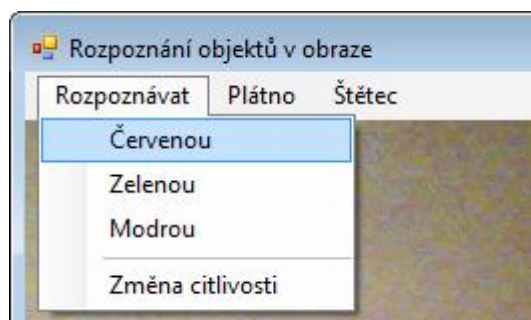 Rozpoznání objektů v obraze
Rozpoznávat Plátno Štětec
Červenou
Zelenou
Modrou
Změna citlivosti